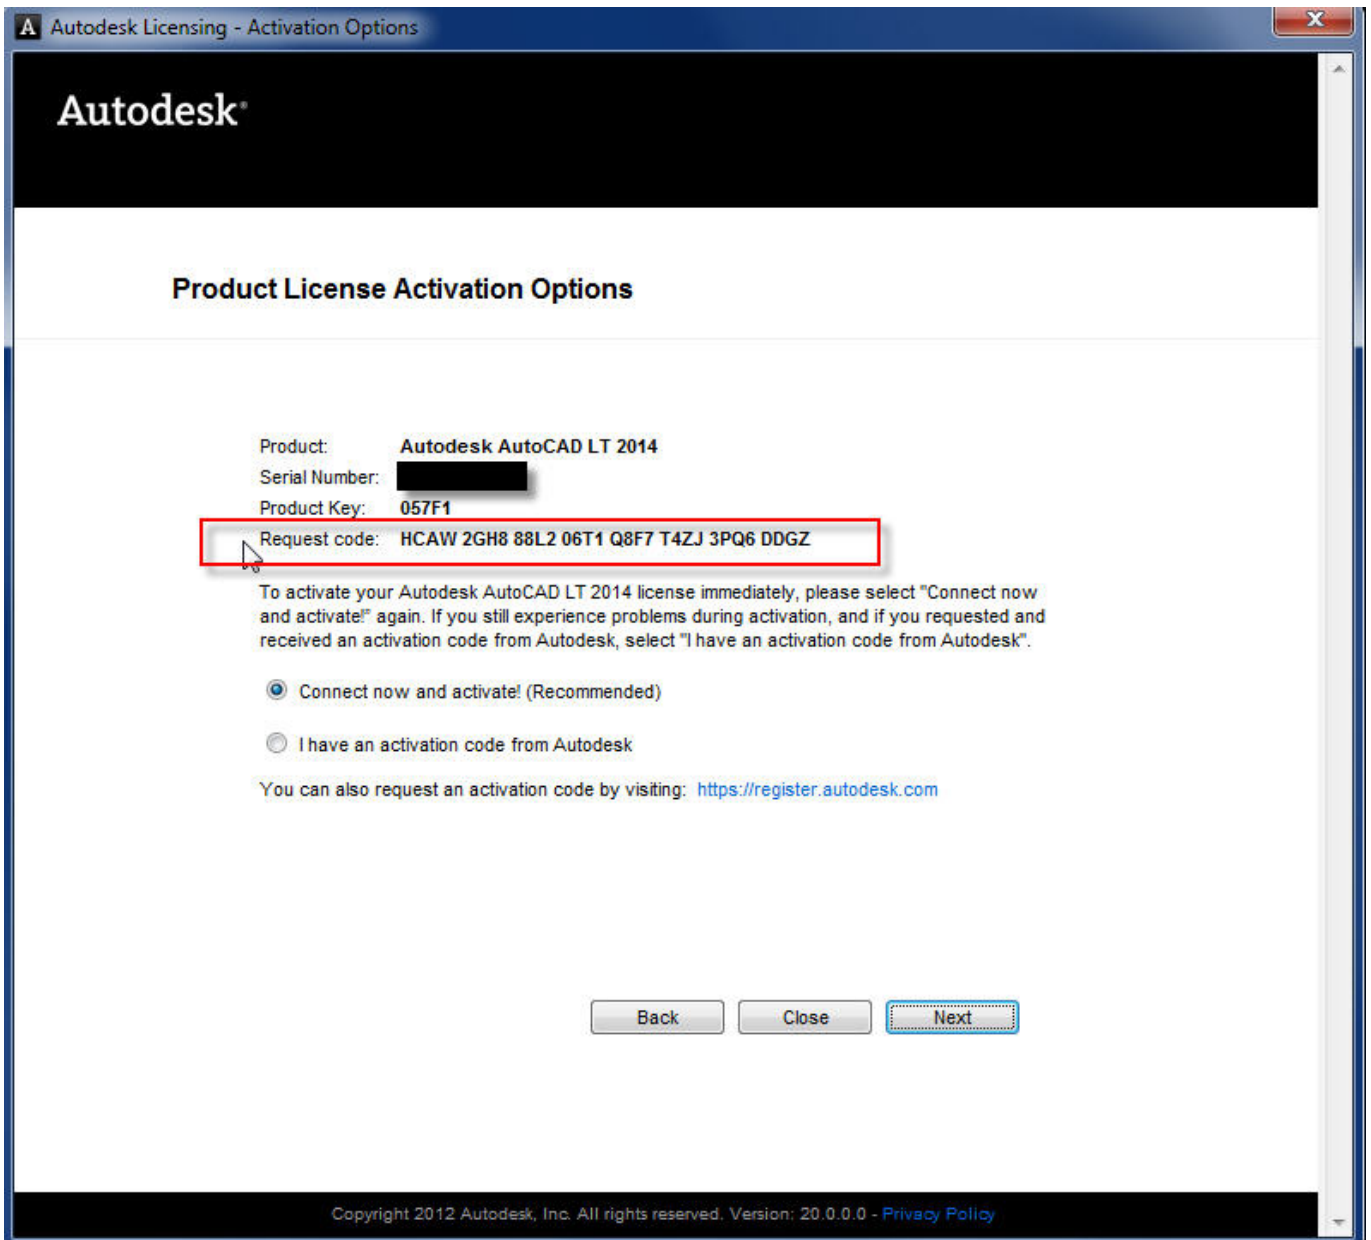 Autodesk Licensing - Activation Options
Autodesk®
Product License Activation Options
Product: Autodesk AutoCAD LT 2014
Serial Number:
Product Key: 057F1
Request code: HCAW 2GH8 88L2 06T1 Q8F7 T4ZJ 3PQ6 DDGZ
To activate your Autodesk AutoCAD LT 2014 license immediately, please select "Connect now
and activate!" again. If you still experience problems during activation, and if you requested and
received an activation code from Autodesk, select "I have an activation code from Autodesk".
Connect now and activate! (Recommended)
I have an activation code from Autodesk
You can also request an activation code by visiting: https://register.autodesk.com
Back Close Next
Copyright 2012 Autodesk, Inc. All rights reserved. Version: 20.0.0.0 - Privacy Policy